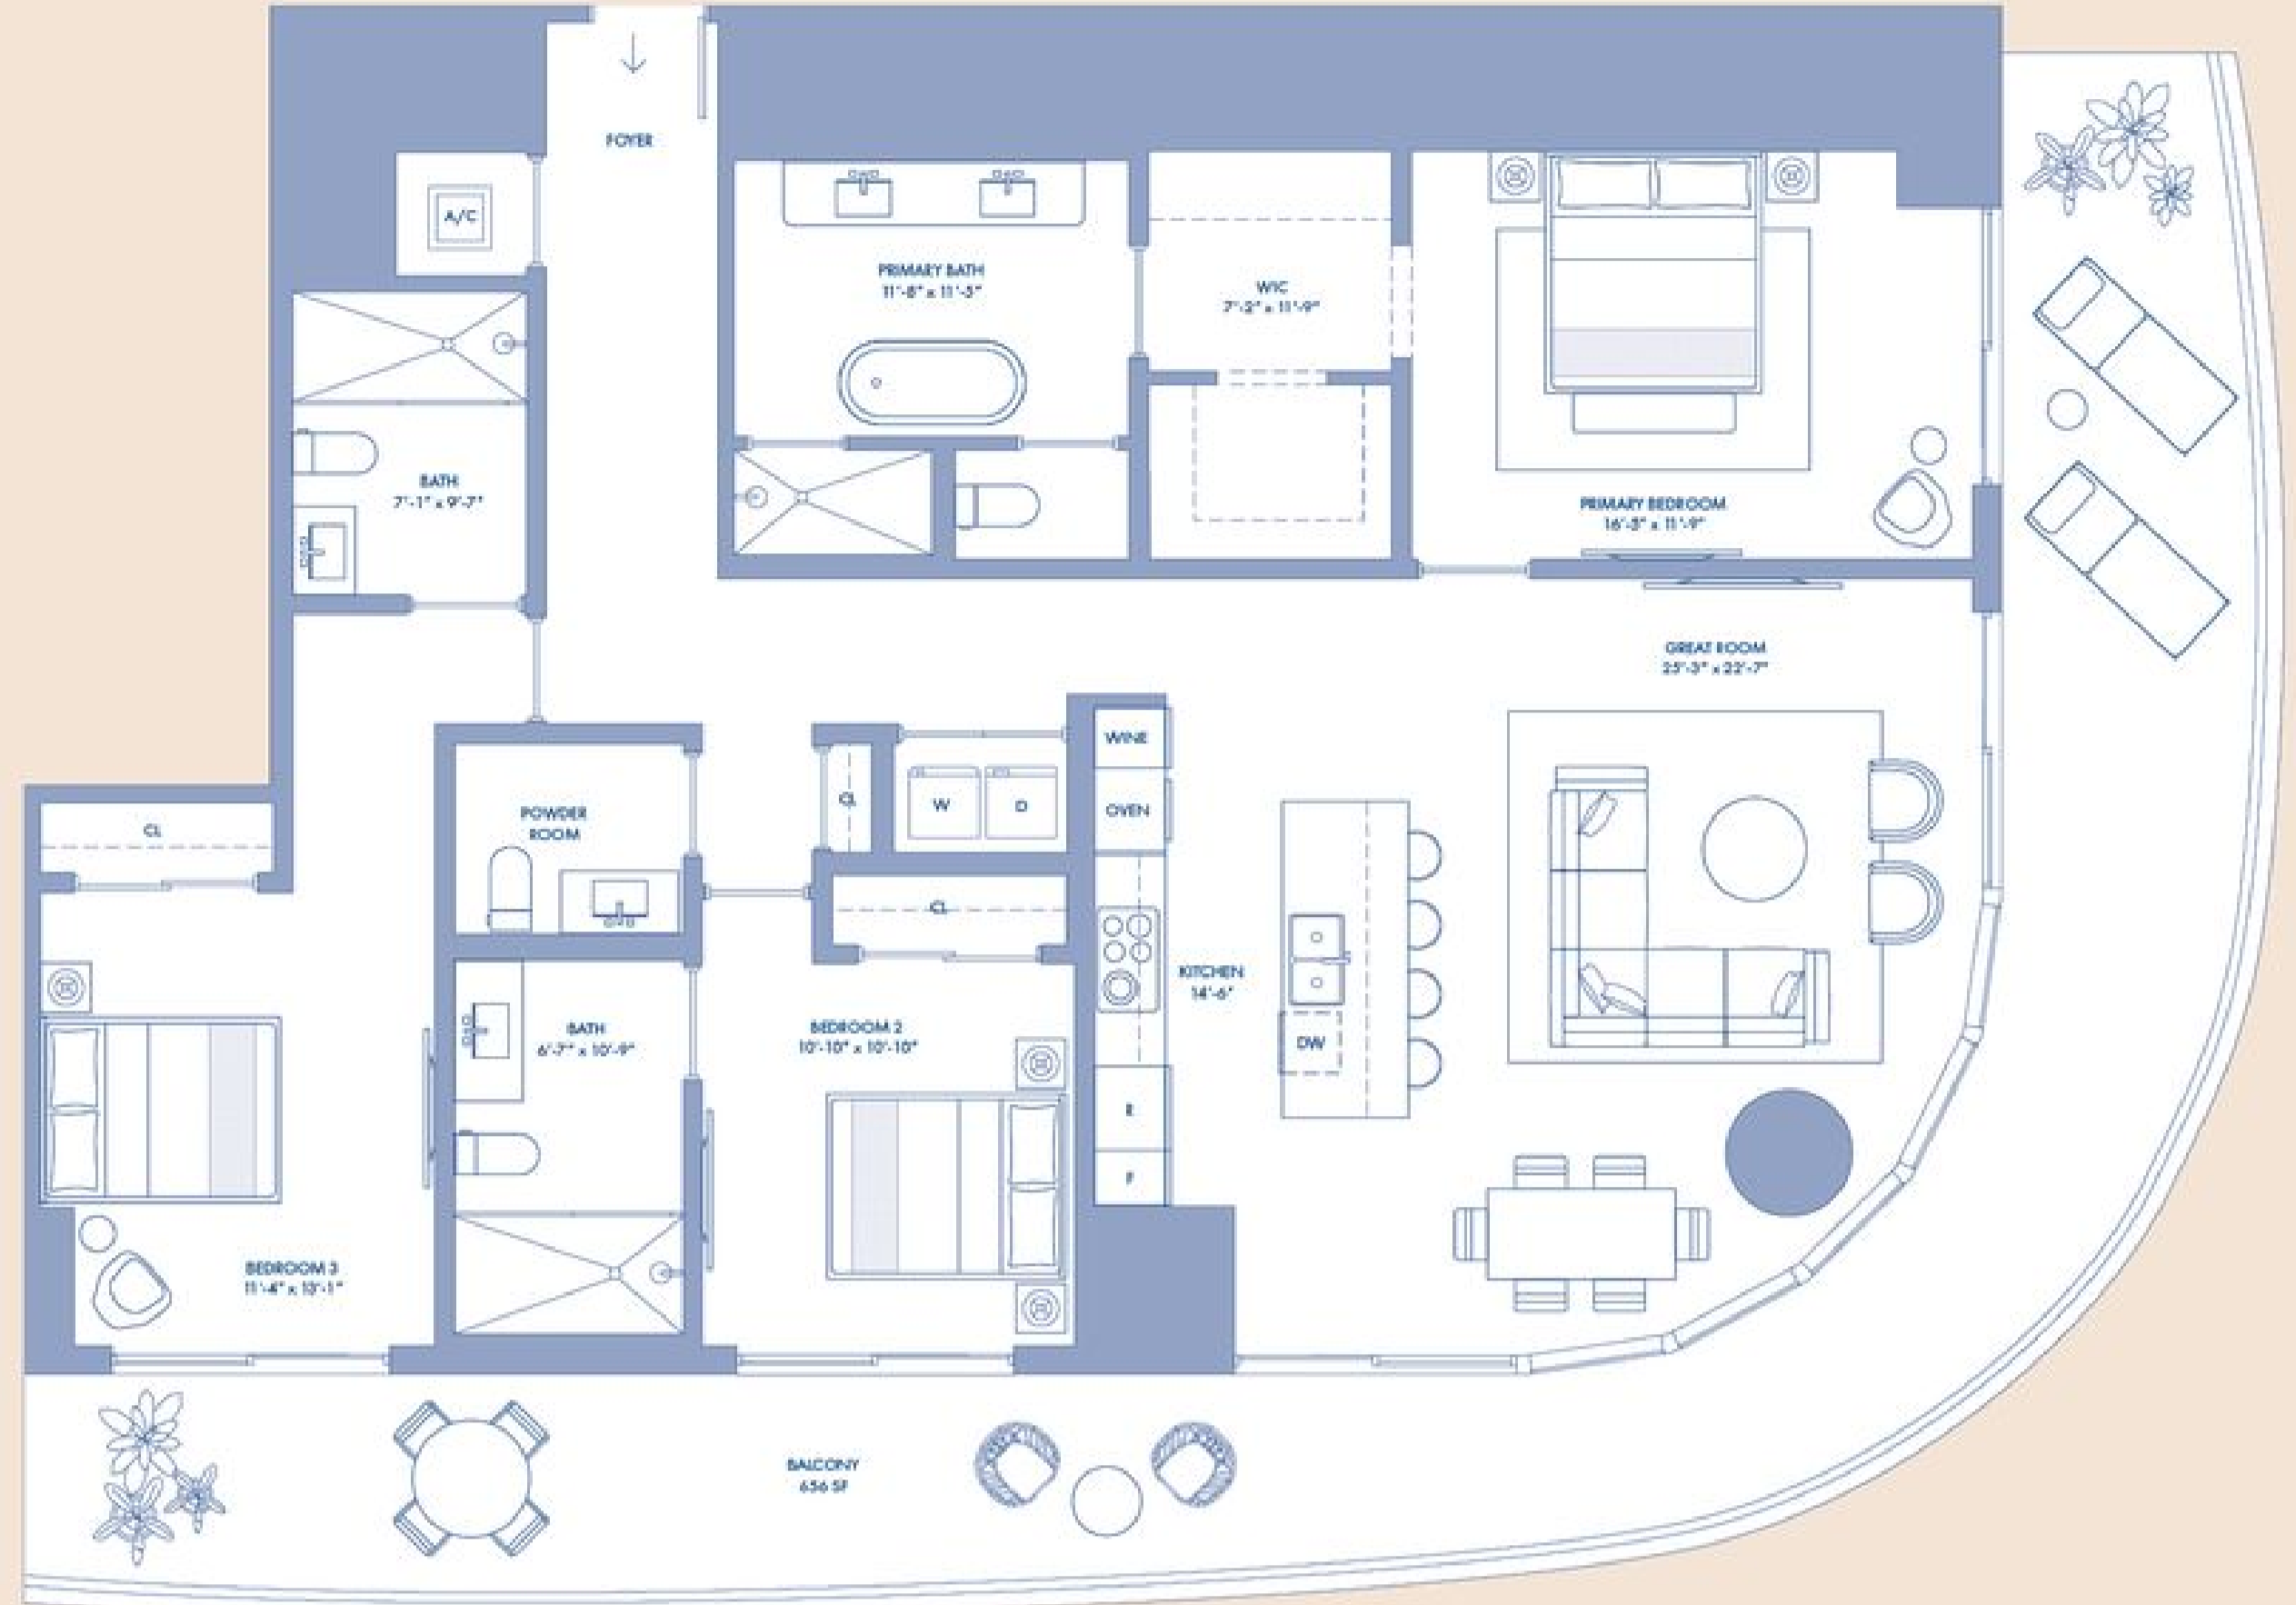 FOYER
A/C
PRIMARY BATH
11'-8" x 11'-5"
WIC
7'-2" x 11'-9"
BATH
7'-1" x 9'-7"
PRIMARY BEDROOM
16'-5" x 11'-9"
GREAT ROOM
25'-3" x 22'-7"
WINE
OVEN
CL
W
D
POWDER
ROOM
CL
CL
KITCHEN
14'-6"
BATH
6'-7" x 10'-9"
BEDROOM 2
10'-10" x 10'-10"
DW
R
F
BEDROOM 3
11'-4" x 13'-1"
BALCONY
656 SF